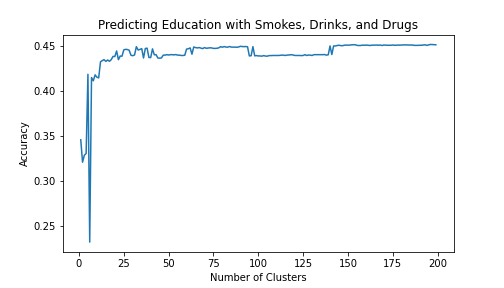 Predicting Education with Smokes, Drinks, and Drugs
Accuracy
0.45
0.40
0.35
0.30
0.25
0 25 50 75 100 125 150 175 200
Number of Clusters